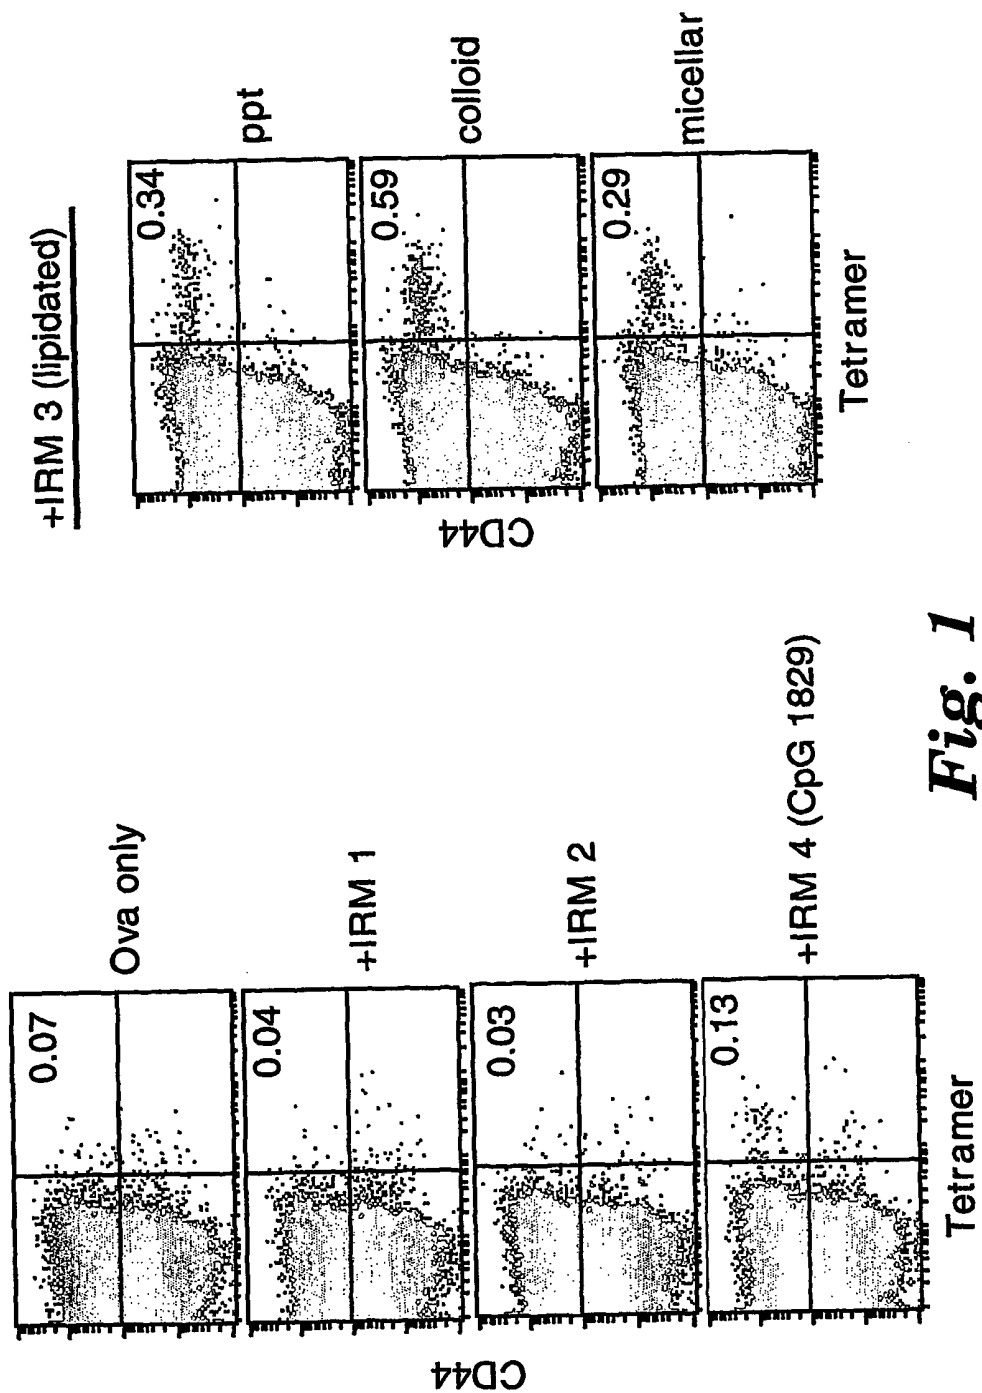 +IRM 3 (lipidated)
0.34
ppt
0.59
colloid
0.29
micellar
CD44
Tetramer
0.07
Ova only
0.04
+IRM 1
0.03
+IRM 2
0.13
+IRM 4 (CpG 1829)
CD44
Tetramer
Fig. 1